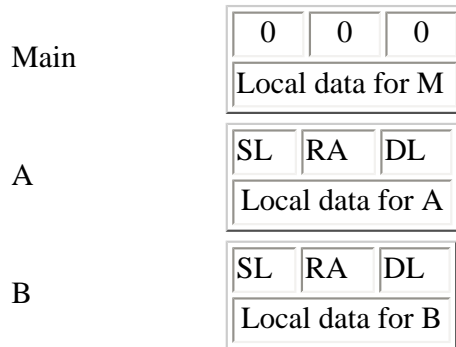 Main
0 0 0
Local data for M
A
SL RA DL
Local data for A
B
SL RA DL
Local data for B